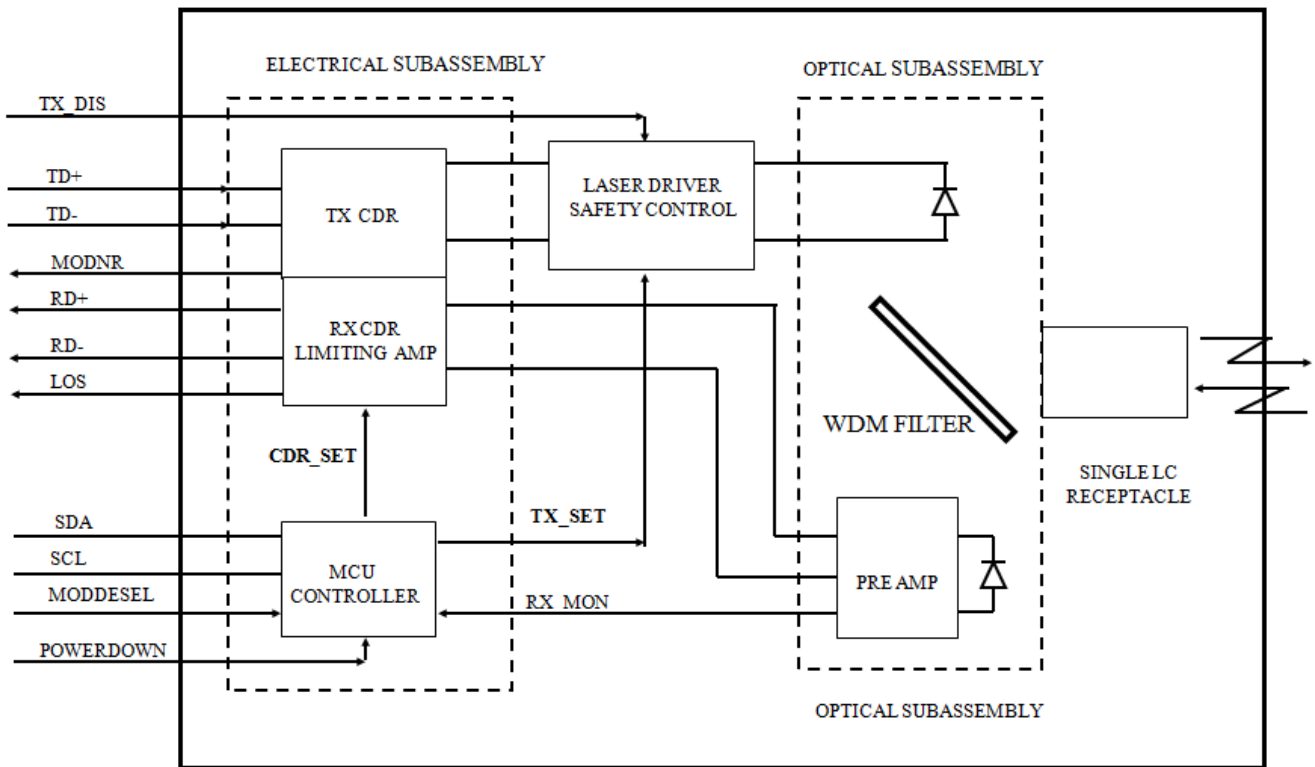 ELECTRICAL SUBASSEMBLY
OPTICAL SUBASSEMBLY
TX_DIS
TD+
TD-
MODNR
RD+
RD-
LOS
TX CDR
LASER DRIVER
SAFETY CONTROL
RX CDR
LIMITING AMP
WDM FILTER
SINGLE LC
RECEPTACLE
CDR_SET
TX_SET
SDA
SCL
MODDESEL
POWERDOWN
MCU
CONTROLLER
RX_MON
PRE AMP
OPTICAL SUBASSEMBLY